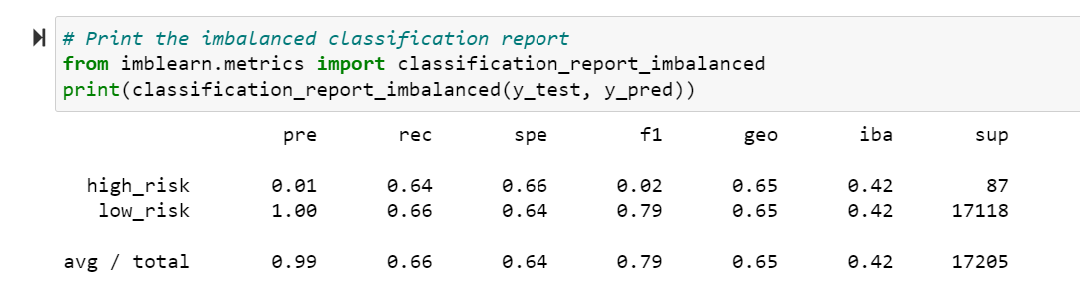 # Print the imbalanced classification report
from imblearn.metrics import classification_report_imbalanced
print(classification_report_imbalanced(y_test, y_pred))
pre rec spe f1 geo iba sup
high_risk 0.01 0.64 0.66 0.02 0.65 0.42 87
low_risk 1.00 0.66 0.64 0.79 0.65 0.42 17118
avg / total 0.99 0.66 0.64 0.79 0.65 0.42 17205